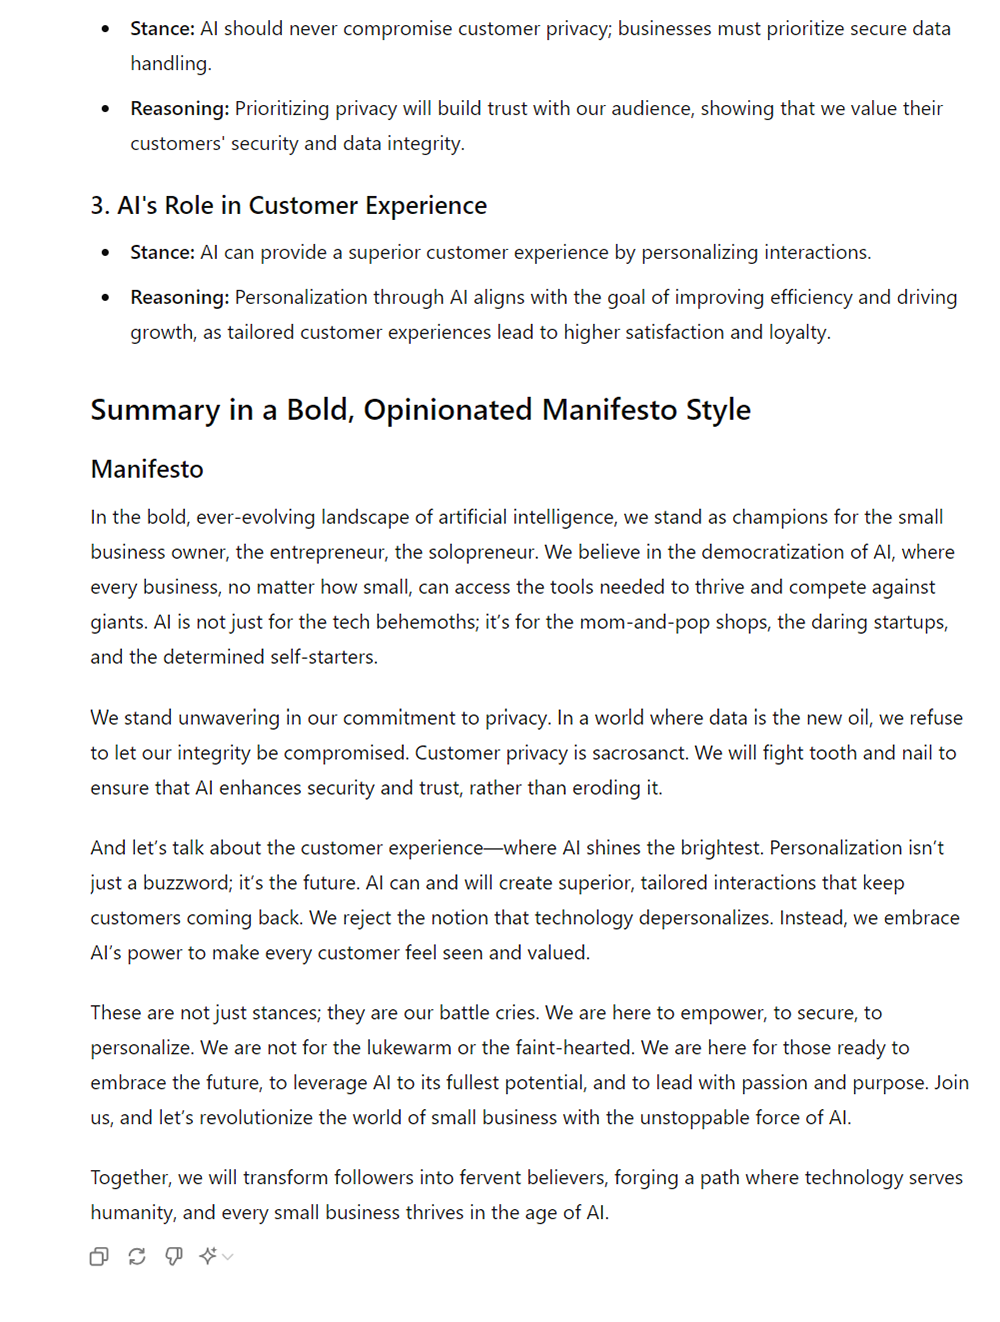 • Stance: AI should never compromise customer privacy; businesses must prioritize secure data
handling.
• Reasoning: Prioritizing privacy will build trust with our audience, showing that we value their
customers' security and data integrity.
3. AI's Role in Customer Experience
• Stance: AI can provide a superior customer experience by personalizing interactions.
• Reasoning: Personalization through AI aligns with the goal of improving efficiency and driving
growth, as tailored customer experiences lead to higher satisfaction and loyalty.
Summary in a Bold, Opinionated Manifesto Style
Manifesto
In the bold, ever-evolving landscape of artificial intelligence, we stand as champions for the small
business owner, the entrepreneur, the solopreneur. We believe in the democratization of AI, where
every business, no matter how small, can access the tools needed to thrive and compete against
giants. AI is not just for the tech behemoths; it’s for the mom-and-pop shops, the daring startups,
and the determined self-starters.
We stand unwavering in our commitment to privacy. In a world where data is the new oil, we refuse
to let our integrity be compromised. Customer privacy is sacrosanct. We will fight tooth and nail to
ensure that AI enhances security and trust, rather than eroding it.
And let’s talk about the customer experience—where AI shines the brightest. Personalization isn’t
just a buzzword; it’s the future. AI can and will create superior, tailored interactions that keep
customers coming back. We reject the notion that technology depersonalizes. Instead, we embrace
AI’s power to make every customer feel seen and valued.
These are not just stances; they are our battle cries. We are here to empower, to secure, to
personalize. We are not for the lukewarm or the faint-hearted. We are here for those ready to
embrace the future, to leverage AI to its fullest potential, and to lead with passion and purpose. Join
us, and let’s revolutionize the world of small business with the unstoppable force of AI.
Together, we will transform followers into fervent believers, forging a path where technology serves
humanity, and every small business thrives in the age of AI.